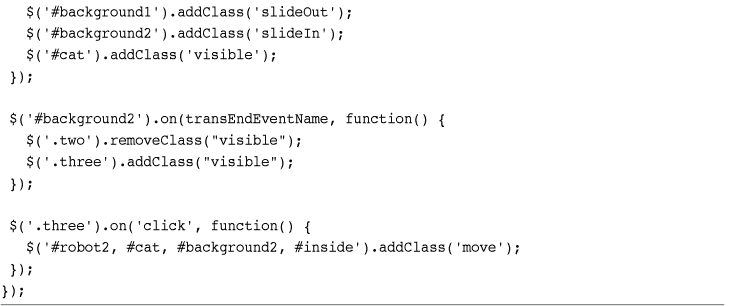 $('#background1').addClass('slideOut');
$('#background2').addClass('slideIn');
$('#cat').addClass('visible');
});
$('#background2').on(transEndEventName, function() {
$('.two').removeClass("visible");
$('.three').addClass("visible");
});
$('.three').on('click', function() {
$('#robot2, #cat, #background2, #inside').addClass('move');
});
});